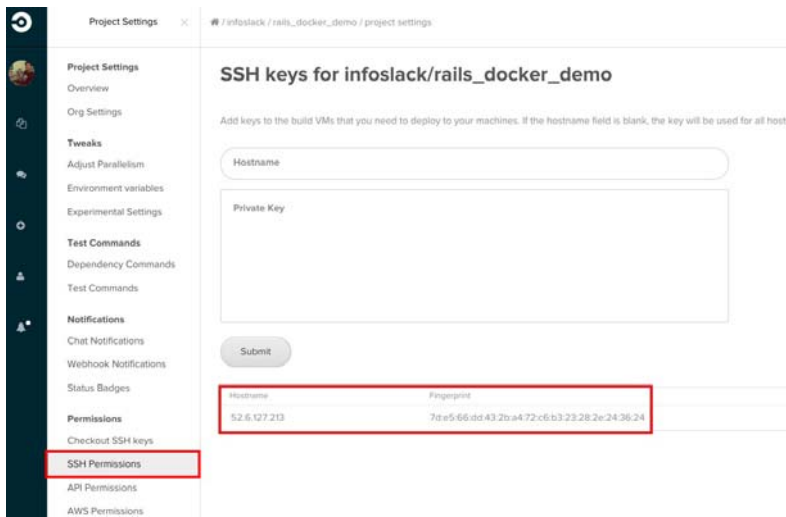 Project Settings ×
/ infoslack / rails_docker_demo / project settings
Project Settings
Overview
Org Settings
Tweaks
Adjust Parallelism
Environment variables
Experimental Settings
Test Commands
Dependency Commands
Test Commands
Notifications
Chat Notifications
Webhook Notifications
Status Badges
Permissions
Checkout SSH keys
SSH Permissions
API Permissions
AWS Permissions
SSH keys for infoslack/rails_docker_demo
Add keys to the build VMs that you need to deploy to your machines. If the hostname field is blank, the key will be used for all host
Hostname
Private Key
Submit
Hostname Fingerprint
52.6.127.213 7d:e5:66:dd:43:2b:a4:72:c6:b3:23:28:2e:24:36:24